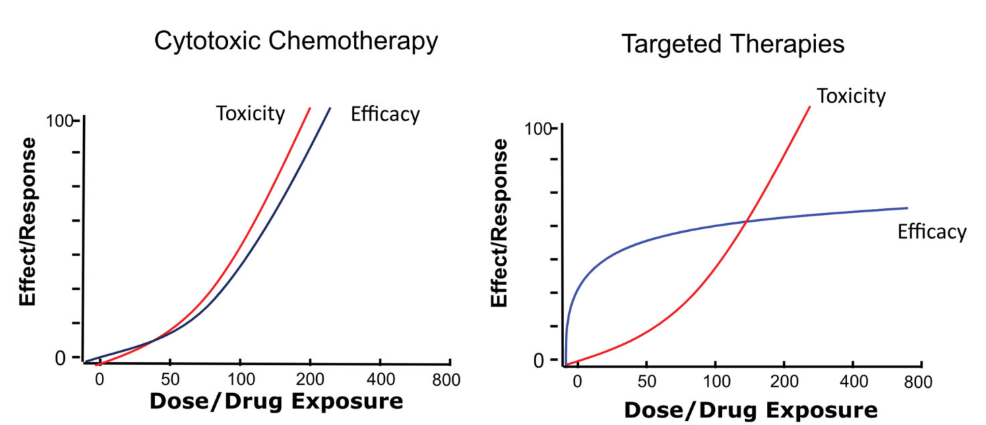 Cytotoxic Chemotherapy
Toxicity
Efficacy
100
0
Effect/Response
0 50 100 200 400 800
Dose/Drug Exposure
Targeted Therapies
Toxicity
Efficacy
100
0
Effect/Response
0 50 100 200 400 800
Dose/Drug Exposure